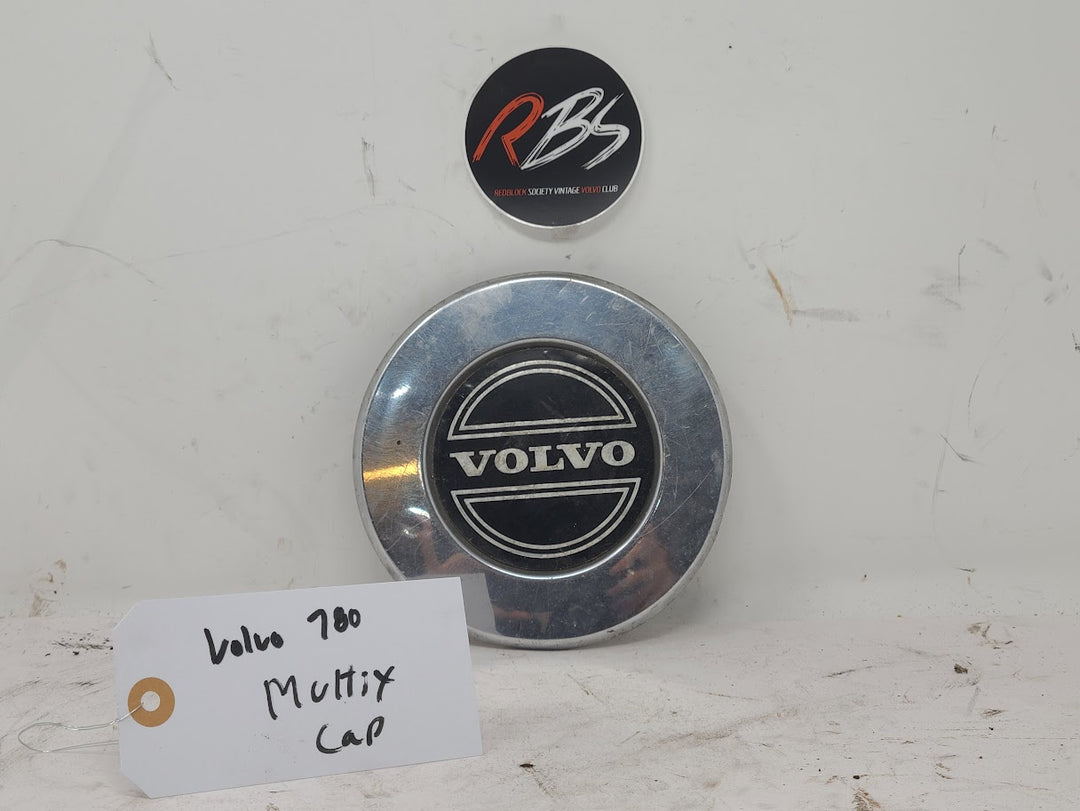 RBS
REDBLOCK SOCIETY VINTAGE VOLVO CLUB
VOLVO
Volvo 780
Multix
Cap